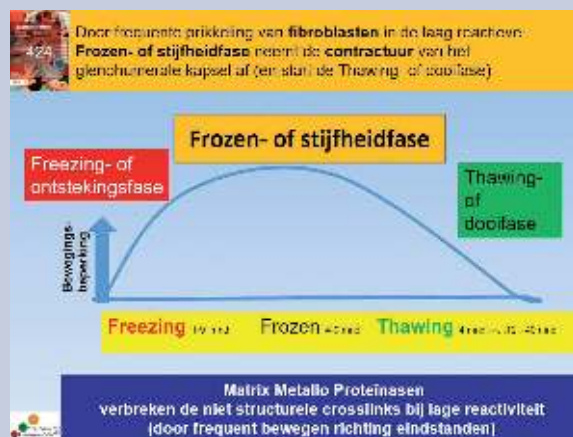 424
Door frequente prikkeling van fibroblasten in de laag reactieve
Frozen- of stijfheidfase neemt de contractuur van het
glenohumerale kapsel af (en start de Thawing- of dooifase)
Frozen- of stijfheidfase
Freezing- of
ontstekingsfase
Thawing-
of
dooifase
Bewegings-
beperking
Freezing Frozen Thawing
Matrix Metallo Proteïnasen
verbreken de niet structurele crosslinks bij lage reactiviteit
(door frequent bewegen richting eindstanden)